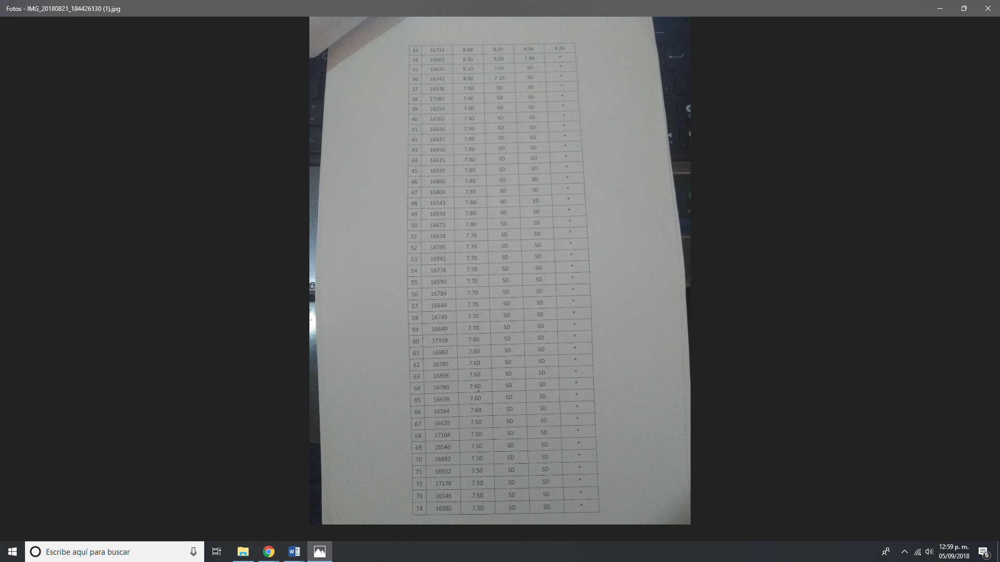 Fotos - IMG_20180821_184426130 (1).jpg
33 16733 8.00 8.25 8.54 8.26
34 16663 8.50 9.50 7.90 *
35 16635 8.10 7.50 SD *
36 16741 8.00 7.10 SD *
37 16538 7.90 SD SD *
38 17083 7.90 SD SD *
39 16553 7.90 SD SD *
40 16702 7.90 SD SD *
41 16656 7.90 SD SD *
42 16927 7.90 SD SD *
43 16950 7.90 SD SD *
44 16615 7.80 SD SD *
45 16595 7.80 SD SD *
46 16860 7.80 SD SD *
47 16809 7.80 SD SD *
48 16543 7.80 SD SD *
49 16539 7.80 SD SD *
50 16672 7.80 SD SD *
51 16618 7.70 SD SD *
52 16795 7.70 SD SD *
53 16941 7.70 SD SD *
54 16776 7.70 SD SD *
55 16590 7.70 SD SD *
56 16784 7.70 SD SD *
57 16644 7.70 SD SD *
58 16749 7.70 SD SD *
59 16649 7.70 SD SD *
60 17338 7.60 SD SD *
61 16982 7.60 SD SD *
62 16785 7.60 SD SD *
63 16898 7.60 SD SD *
64 16780 7.60 SD SD *
65 16639 7.60 SD SD *
66 16564 7.60 SD SD *
67 16629 7.50 SD SD *
68 17104 7.50 SD SD *
69 16540 7.50 SD SD *
70 16882 7.50 SD SD *
71 16932 7.50 SD SD *
72 17178 7.50 SD SD *
73 16546 7.50 SD SD *
74 16560 7.50 SD SD *
Escribe aquí para buscar
12:59 p. m.
05/09/2018
6